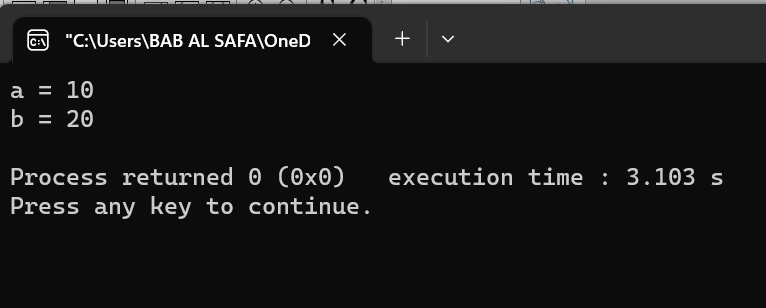 "C:\Users\BAB AL SAFA\OneD
a = 10
b = 20
Process returned 0 (0x0)   execution time : 3.103 s
Press any key to continue.